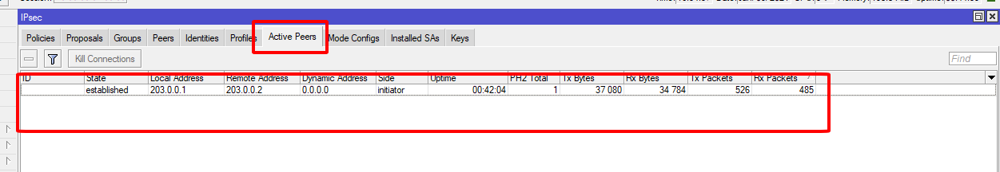 IPsec
Policies Proposals Groups Peers Identities Profiles Active Peers Mode Configs Installed SAs Keys
Kill Connections Find
ID State Local Address Remote Address Dynamic Address Side Uptime PH2 Total Tx Bytes Rx Bytes Tx Packets Rx Packets
established 203.0.0.1 203.0.0.2 0.0.0.0 initiator 00:42:04 1 37 080 34 784 526 485